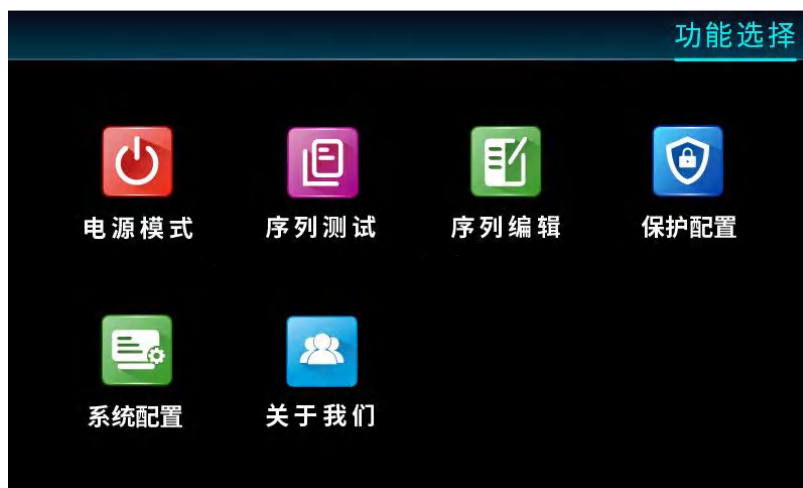 功能选择
电源模式
序列测试
序列编辑
保护配置
系统配置
关于我们